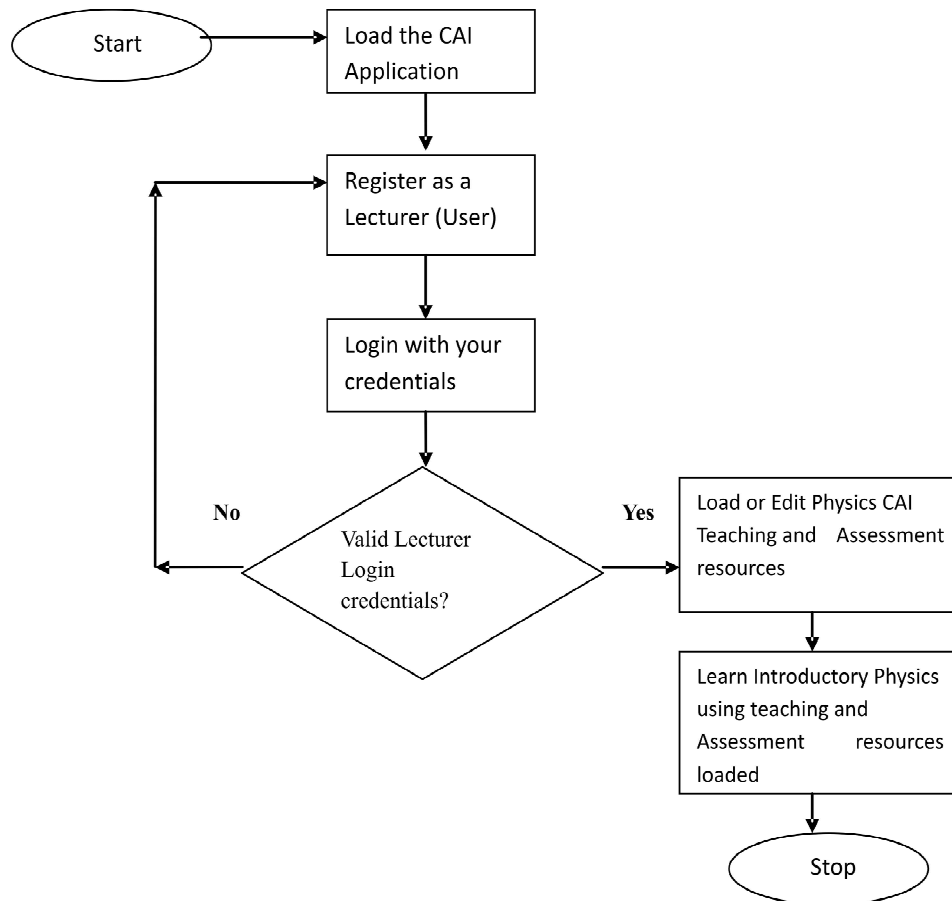 Start
Load the CAI
Application
Register as a
Lecturer (User)
Login with your
credentials
No
Valid Lecturer
Login
credentials?
Yes
Load or Edit Physics CAI
Teaching and Assessment
resources
Learn Introductory Physics
using teaching and
Assessment resources
loaded
Stop